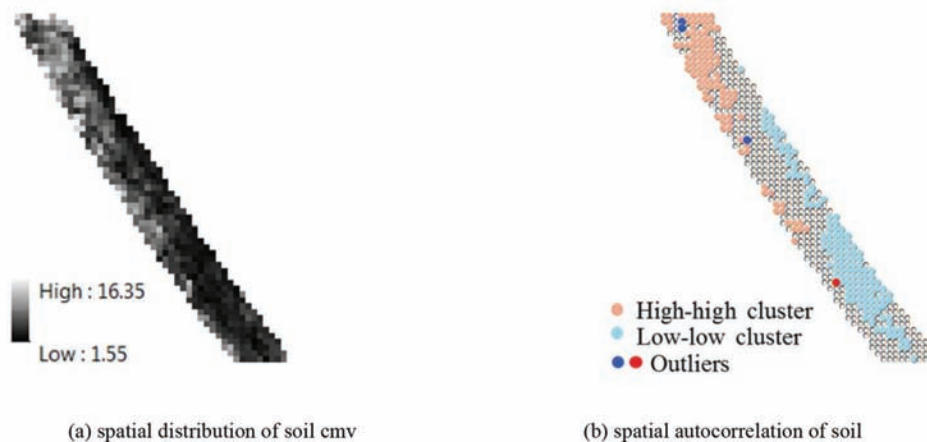 High : 16.35
Low : 1.55
High-high cluster
Low-low cluster
Outliers
(a) spatial distribution of soil cmv
(b) spatial autocorrelation of soil